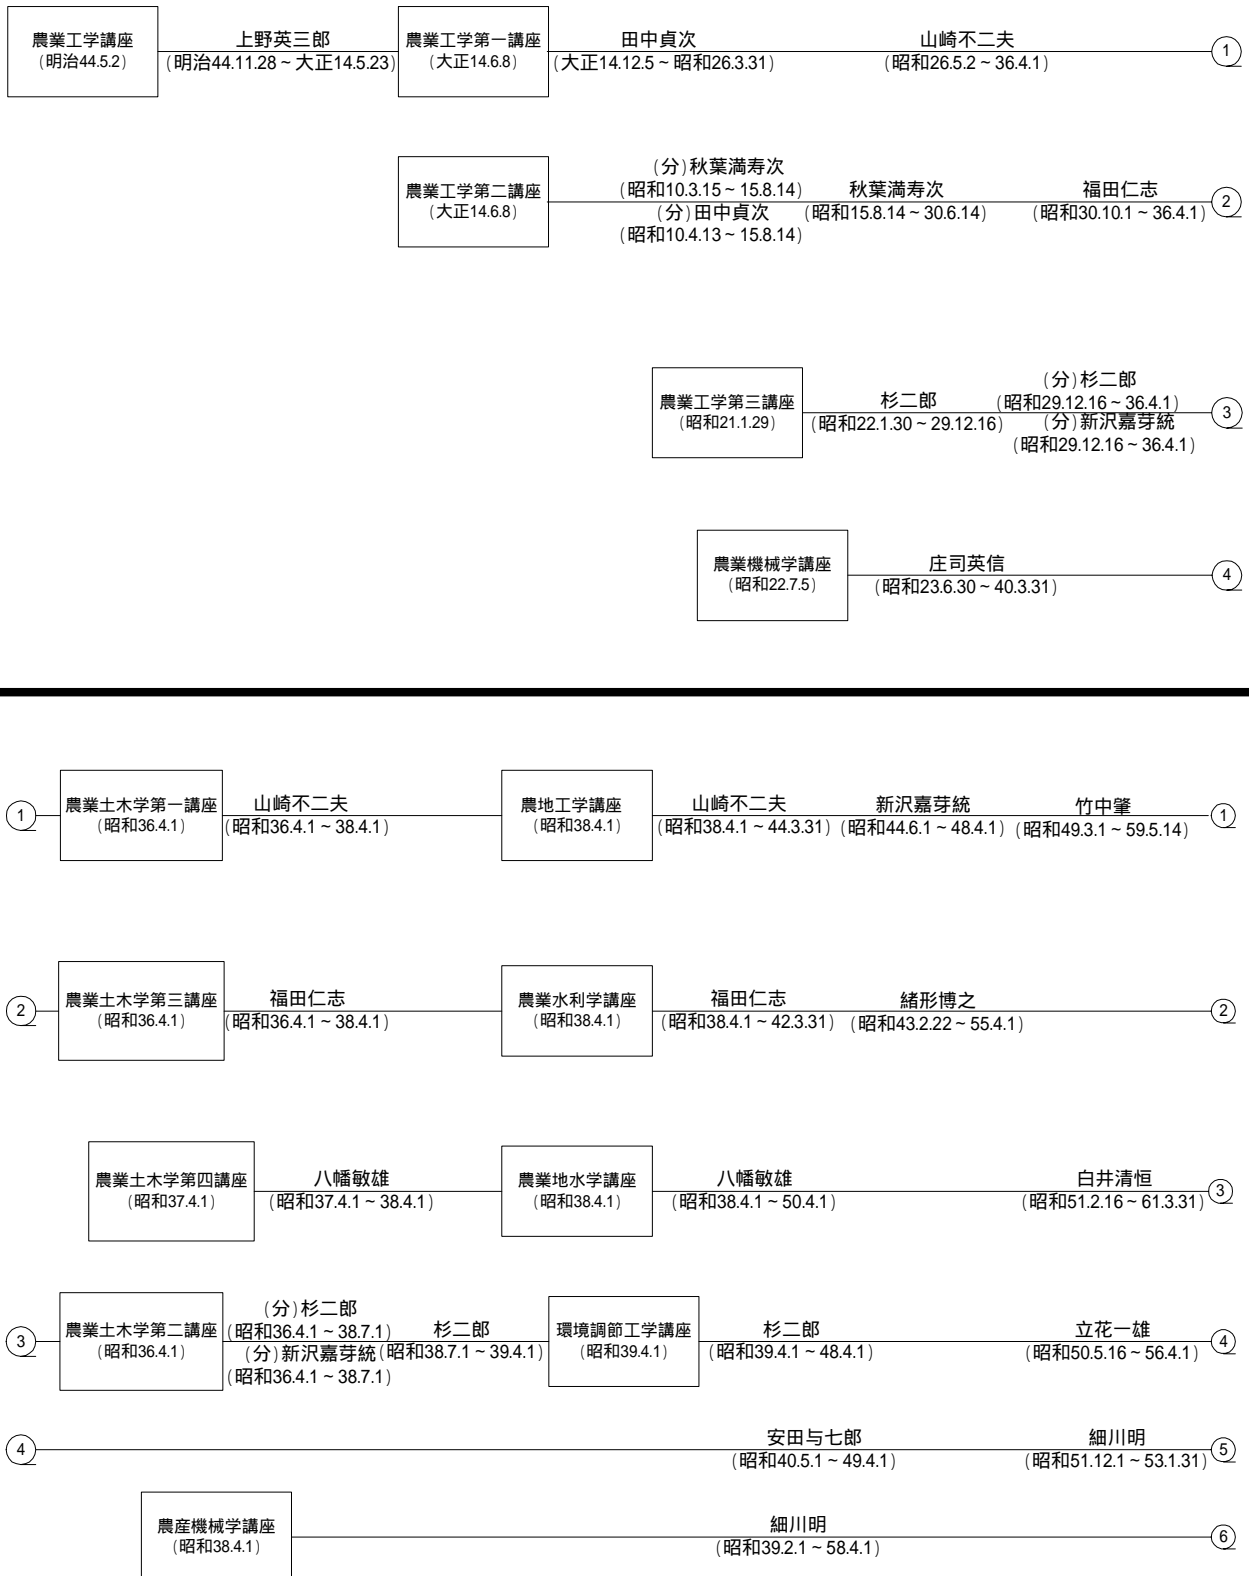 農業工学講座
(明治44.5.2)
上野英三郎
(明治44.11.28~大正14.5.23)
農業工学第一講座
(大正14.6.8)
田中貞次
(大正14.12.5~昭和26.3.31)
山崎不二夫
(昭和26.5.2~36.4.1)
1
農業工学第二講座
(大正14.6.8)
(分)秋葉満寿次
(昭和10.3.15~15.8.14)
(分)田中貞次
(昭和10.4.13~15.8.14)
秋葉満寿次
(昭和15.8.14~30.6.14)
福田仁志
(昭和30.10.1~36.4.1)
2
農業工学第三講座
(昭和21.1.29)
杉二郎
(昭和22.1.30~29.12.16)
(分)杉二郎
(昭和29.12.16~36.4.1)
(分)新沢嘉芽統
(昭和29.12.16~36.4.1)
3
農業機械学講座
(昭和22.7.5)
庄司英信
(昭和23.6.30~40.3.31)
4
1
農業土木学第一講座
(昭和36.4.1)
山崎不二夫
(昭和36.4.1~38.4.1)
農地工学講座
(昭和38.4.1)
山崎不二夫
(昭和38.4.1~44.3.31)
新沢嘉芽統
(昭和44.6.1~48.4.1)
竹中肇
(昭和49.3.1~59.5.14)
1
2
農業土木学第三講座
(昭和36.4.1)
福田仁志
(昭和36.4.1~38.4.1)
農業水利学講座
(昭和38.4.1)
福田仁志
(昭和38.4.1~42.3.31)
緒形博之
(昭和43.2.22~55.4.1)
2
農業土木学第四講座
(昭和37.4.1)
八幡敏雄
(昭和37.4.1~38.4.1)
農業地水学講座
(昭和38.4.1)
八幡敏雄
(昭和38.4.1~50.4.1)
白井清恒
(昭和51.2.16~61.3.31)
3
3
農業土木学第二講座
(昭和36.4.1)
(分)杉二郎
(昭和36.4.1~38.7.1)
(分)新沢嘉芽統
(昭和36.4.1~38.7.1)
杉二郎
(昭和38.7.1~39.4.1)
環境調節工学講座
(昭和39.4.1)
杉二郎
(昭和39.4.1~48.4.1)
立花一雄
(昭和50.5.16~56.4.1)
4
4
安田与七郎
(昭和40.5.1~49.4.1)
細川明
(昭和51.12.1~53.1.31)
5
農産機械学講座
(昭和38.4.1)
細川明
(昭和39.2.1~58.4.1)
6